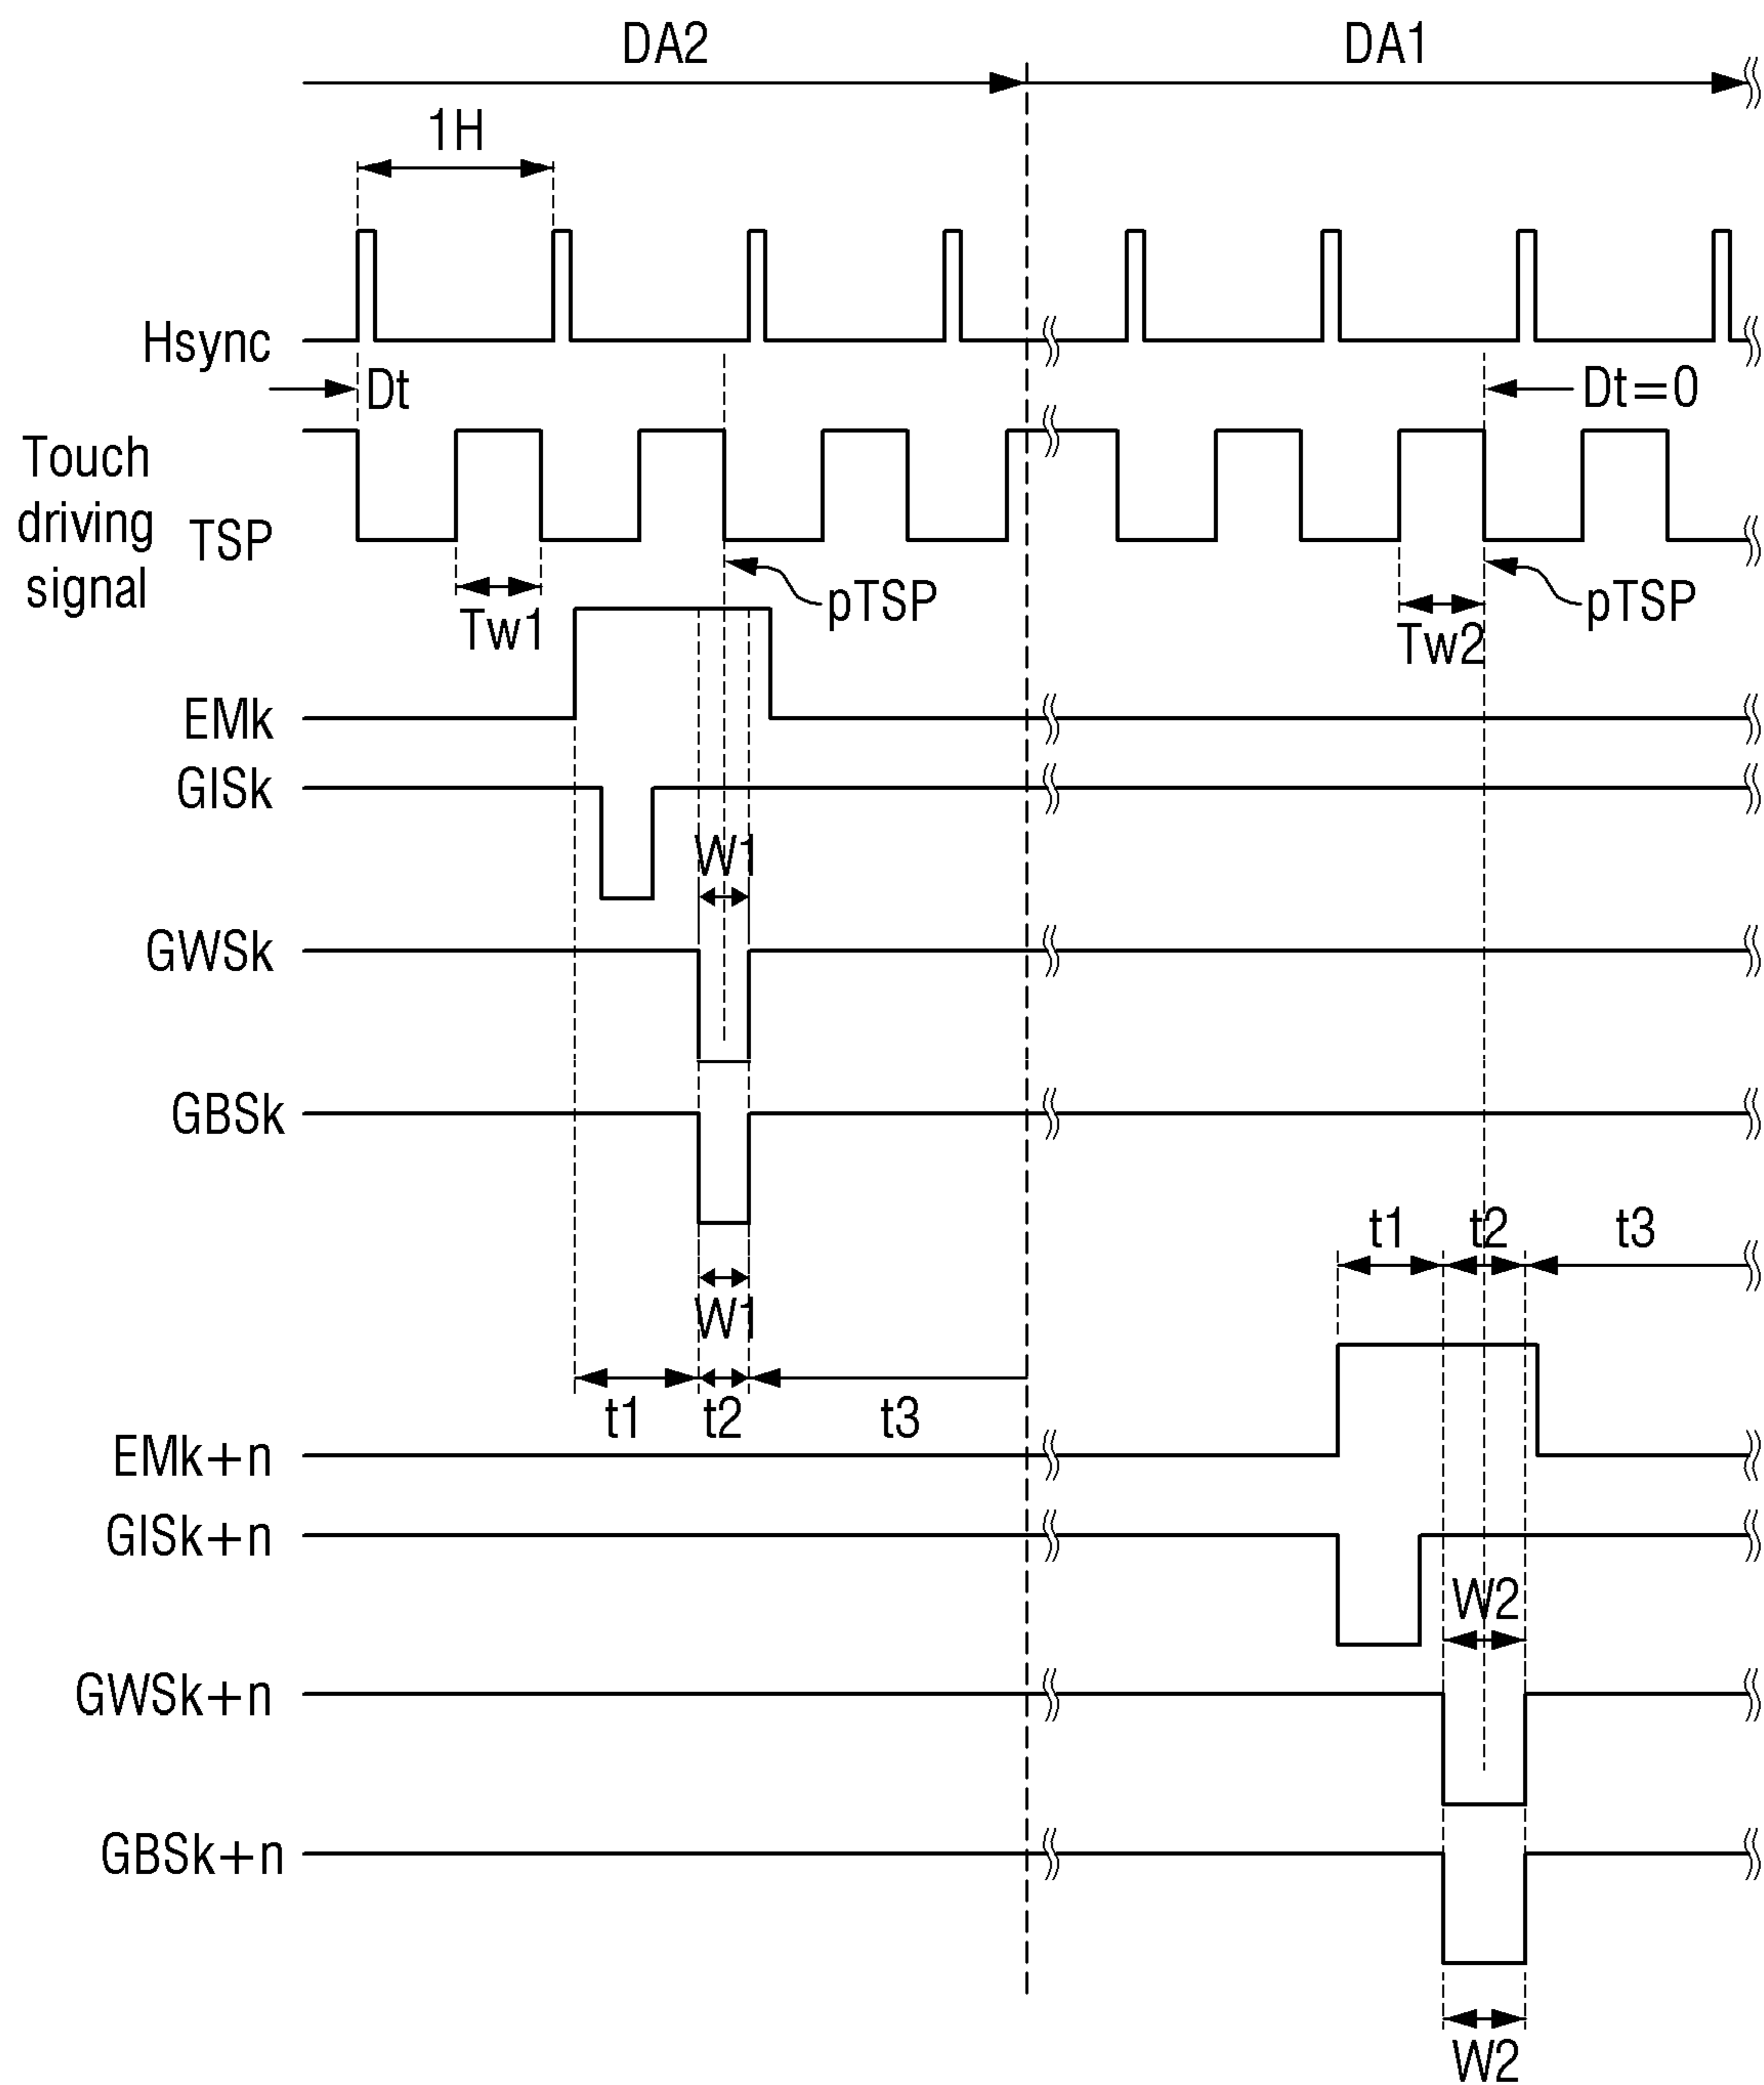 DA2
DA1
1H
Hsync
Dt
Dt=0
Touch
driving
signal
TSP
pTSP
pTSP
Tw1
Tw2
EMk
GISk
W1
GWSk
GBSk
t1
t2
t3
W1
t1
t2
t3
EMk+n
GISk+n
W2
GWSk+n
GBSk+n
W2